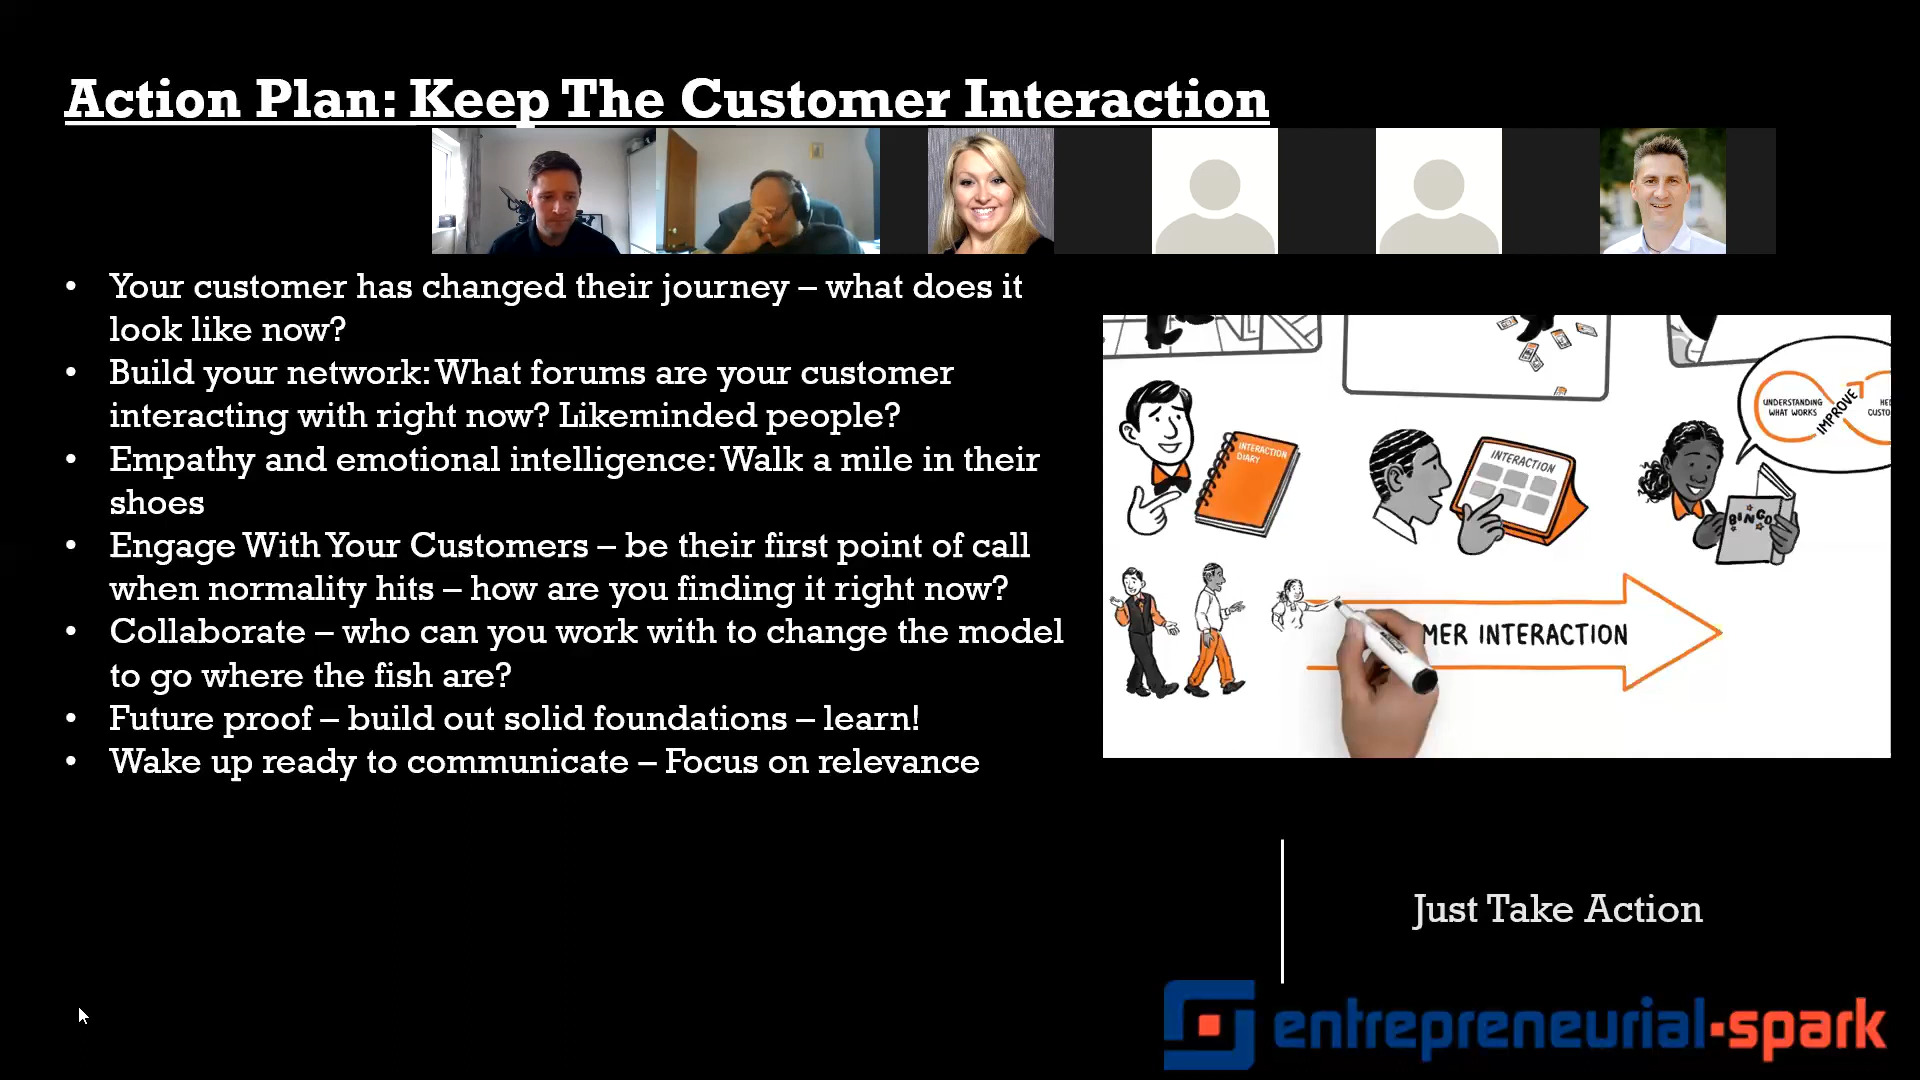 Action Plan: Keep The Customer Interaction
• Your customer has changed their journey – what does it
look like now?
• Build your network: What forums are your customer
interacting with right now? Likeminded people?
• Empathy and emotional intelligence: Walk a mile in their
shoes
• Engage With Your Customers – be their first point of call
when normality hits – how are you finding it right now?
• Collaborate – who can you work with to change the model
to go where the fish are?
• Future proof – build out solid foundations – learn!
• Wake up ready to communicate – Focus on relevance
UNDERSTANDING
WHAT WORKS
IMPROVE
INTERACTION
DIARY
INTERACTION
BINGO
INTERACTION
Just Take Action
entrepreneurial·spark